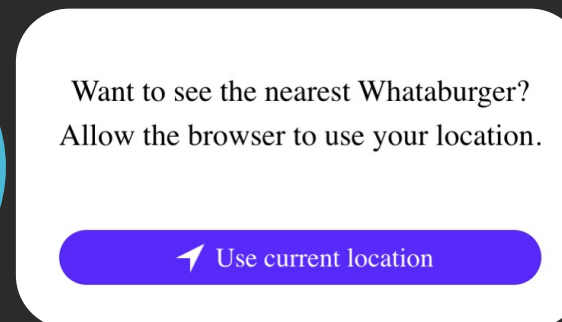 Want to see the nearest Whataburger?
Allow the browser to use your location.
Use current location